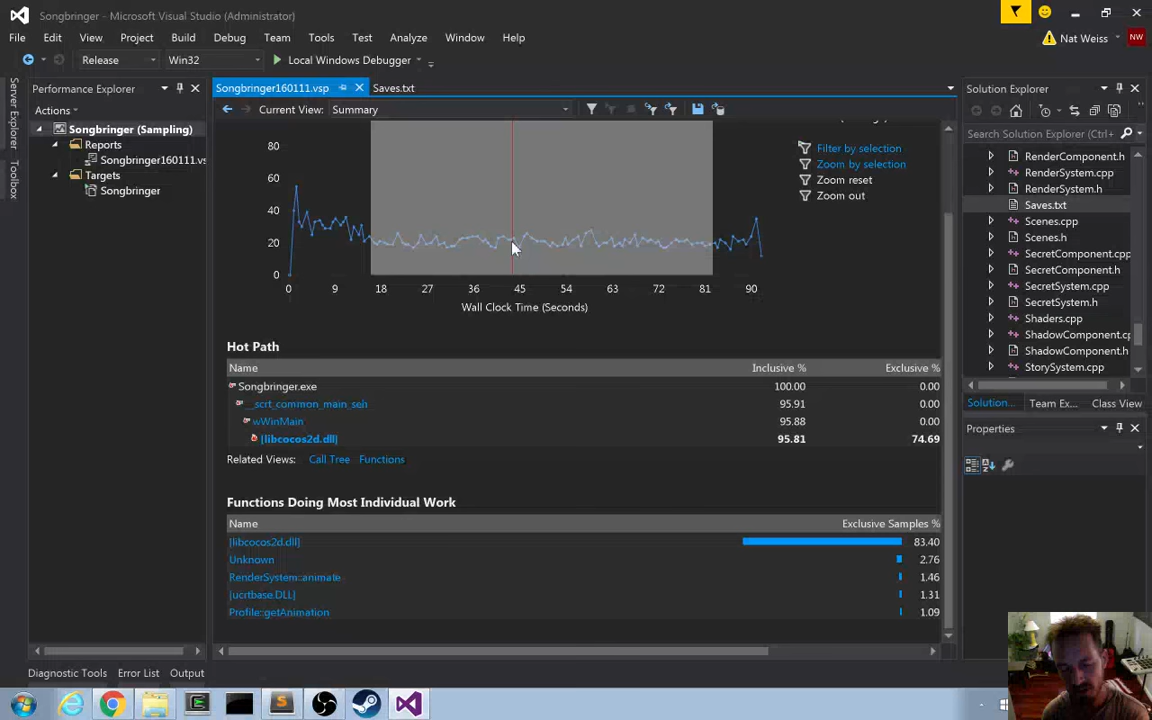 Songbringer - Microsoft Visual Studio (Administrator)
File Edit View Project Build Debug Team Tools Test Analyze Window Help
Nat Weiss NW
Release Win32 Local Windows Debugger
Server Explorer
Toolbox
Performance Explorer
Actions
Songbringer (Sampling)
Reports
Songbringer160111.vs
Targets
Songbringer
Songbringer160111.vsp Saves.txt
Current View: Summary
80
60
40
20
0
0 9 18 27 36 45 54 63 72 81 90
Wall Clock Time (Seconds)
Filter by selection
Zoom by selection
Zoom reset
Zoom out
Hot Path
Name Inclusive % Exclusive %
Songbringer.exe 100.00 0.00
__scrt_common_main_seh 95.91 0.00
wWinMain 95.88 0.00
[libcocos2d.dll] 95.81 74.69
Related Views: Call Tree Functions
Functions Doing Most Individual Work
Name Exclusive Samples %
[libcocos2d.dll] 83.40
Unknown 2.76
RenderSystem::animate 1.46
[ucrtbase.DLL] 1.31
Profile::getAnimation 1.09
Solution Explorer
Search Solution Explorer (Ctrl+
RenderComponent.h
RenderSystem.cpp
RenderSystem.h
Saves.txt
Scenes.cpp
Scenes.h
SecretComponent.cpp
SecretComponent.h
SecretSystem.cpp
SecretSystem.h
Shaders.cpp
ShadowComponent.cp
ShadowComponent.h
StorySystem.cpp
Solution... Team Ex... Class View
Properties
Diagnostic Tools Error List Output